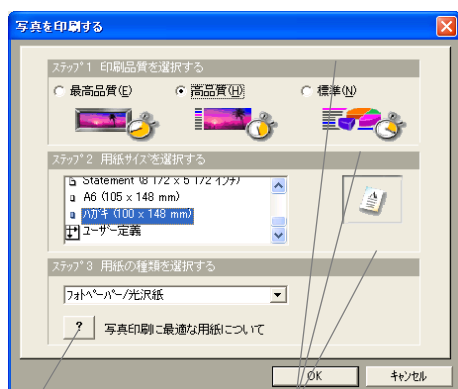 写真を印刷する
ｽﾃｯﾌﾟ1 印刷品質を選択する
最高品質(E)
高品質(H)
標準(N)
ｽﾃｯﾌﾟ2 用紙ｻｲｽﾞを選択する
Statement (8 1/2 x 5 1/2 ｲﾝﾁ)
A6 (105 x 148 mm)
ﾊｶﾞｷ (100 x 148 mm)
ﾕｰｻﾞｰ定義
ｽﾃｯﾌﾟ3 用紙の種類を選択する
ﾌｫﾄﾍﾟｰﾊﾟｰ/光沢紙
? 写真印刷に最適な用紙について
OK
ｷｬﾝｾﾙ